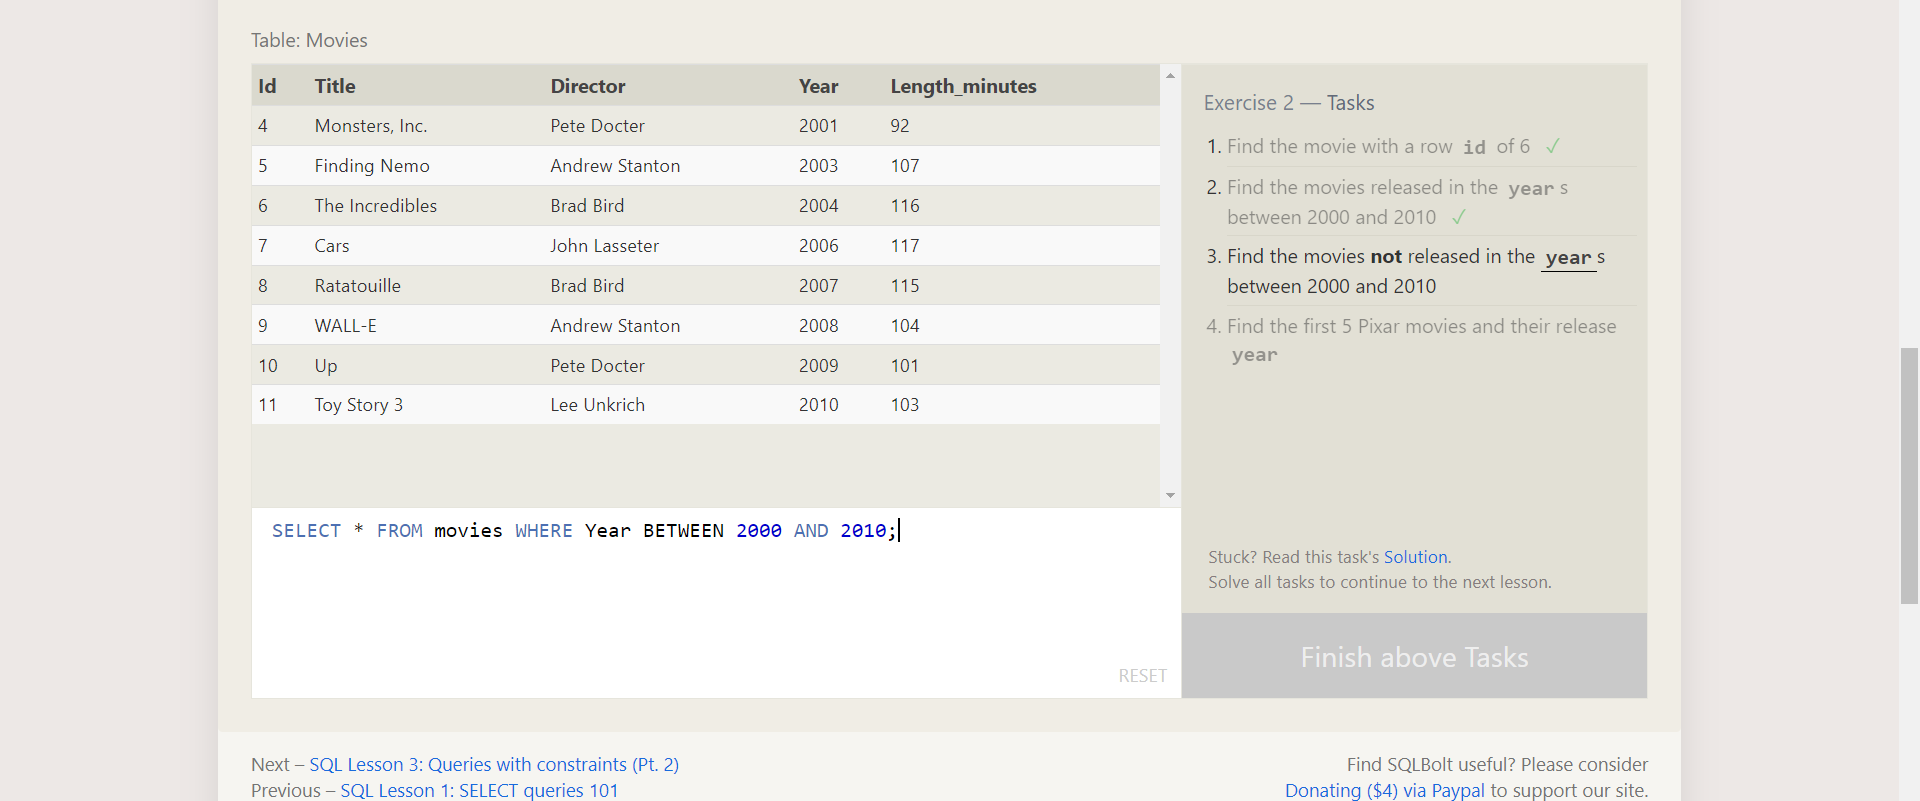 Table: Movies
Id Title Director Year Length_minutes
4 Monsters, Inc. Pete Docter 2001 92
5 Finding Nemo Andrew Stanton 2003 107
6 The Incredibles Brad Bird 2004 116
7 Cars John Lasseter 2006 117
8 Ratatouille Brad Bird 2007 115
9 WALL-E Andrew Stanton 2008 104
10 Up Pete Docter 2009 101
11 Toy Story 3 Lee Unkrich 2010 103
SELECT * FROM movies WHERE Year BETWEEN 2000 AND 2010;
RESET
Exercise 2 — Tasks
1. Find the movie with a row id of 6 ✓
2. Find the movies released in the year s
between 2000 and 2010 ✓
3. Find the movies not released in the year s
between 2000 and 2010
4. Find the first 5 Pixar movies and their release
year
Stuck? Read this task's Solution.
Solve all tasks to continue to the next lesson.
Finish above Tasks
Next – SQL Lesson 3: Queries with constraints (Pt. 2)
Previous – SQL Lesson 1: SELECT queries 101
Find SQLBolt useful? Please consider
Donating ($4) via Paypal to support our site.